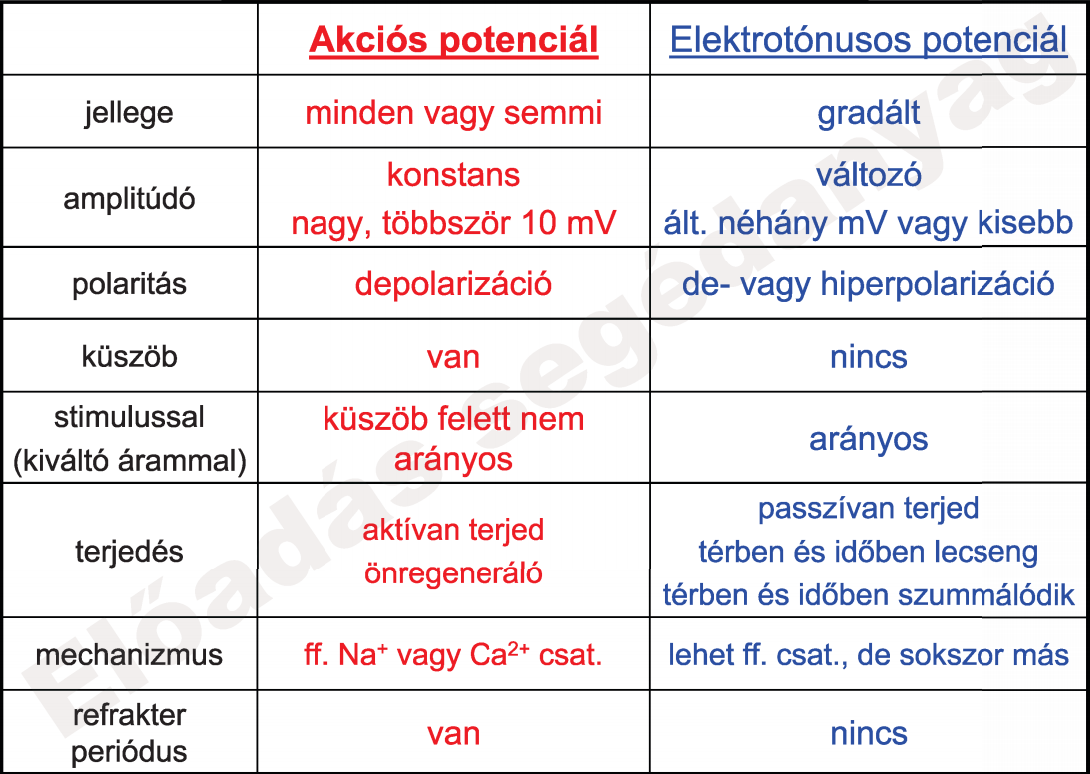 Akciós potenciál
Elektrotónusos potenciál
jellege
minden vagy semmi
gradált
amplitúdó
konstans
nagy, többször 10 mV
változó
ált. néhány mV vagy kisebb
polaritás
depolarizáció
de- vagy hiperpolarizáció
küszöb
van
nincs
stimulussal
(kiváltó árammal)
küszöb felett nem
arányos
arányos
terjedés
aktívan terjed
önregeneráló
passzívan terjed
térben és időben lecseng
térben és időben szummálódik
mechanizmus
ff. Na⁺ vagy Ca²⁺ csat.
lehet ff. csat., de sokszor más
refrakter
periódus
van
nincs
Előadás segédanyag